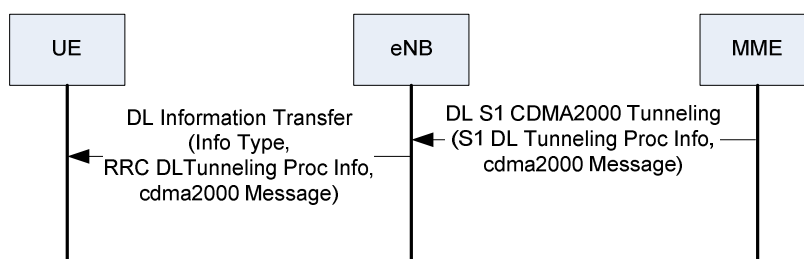 UE
eNB
MME
DL Information Transfer
(Info Type,
RRC DLTunneling Proc Info,
cdma2000 Message)
DL S1 CDMA2000 Tunneling
(S1 DL Tunneling Proc Info,
cdma2000 Message)